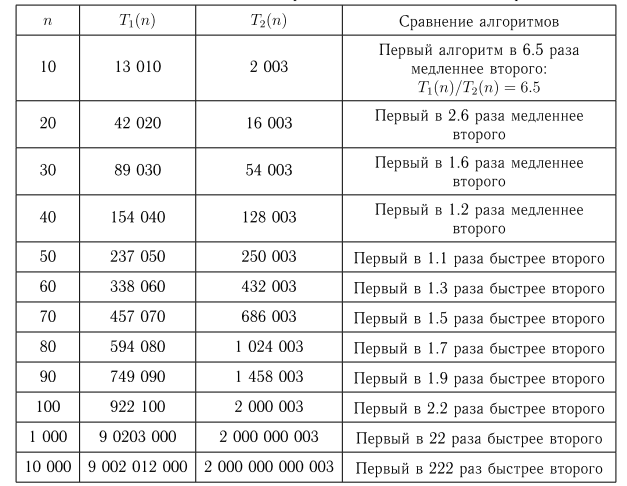 n T₁(n) T₂(n) Сравнение алгоритмов
10 13 010 2 003 Первый алгоритм в 6.5 раза
медленнее второго:
T₁(n)/T₂(n) = 6.5
20 42 020 16 003 Первый в 2.6 раза медленнее
второго
30 89 030 54 003 Первый в 1.6 раза медленнее
второго
40 154 040 128 003 Первый в 1.2 раза медленнее
второго
50 237 050 250 003 Первый в 1.1 раза быстрее второго
60 338 060 432 003 Первый в 1.3 раза быстрее второго
70 457 070 686 003 Первый в 1.5 раза быстрее второго
80 594 080 1 024 003 Первый в 1.7 раза быстрее второго
90 749 090 1 458 003 Первый в 1.9 раза быстрее второго
100 922 100 2 000 003 Первый в 2.2 раза быстрее второго
1 000 9 0203 000 2 000 000 003 Первый в 22 раза быстрее второго
10 000 9 002 012 000 2 000 000 000 003 Первый в 222 раз быстрее второго